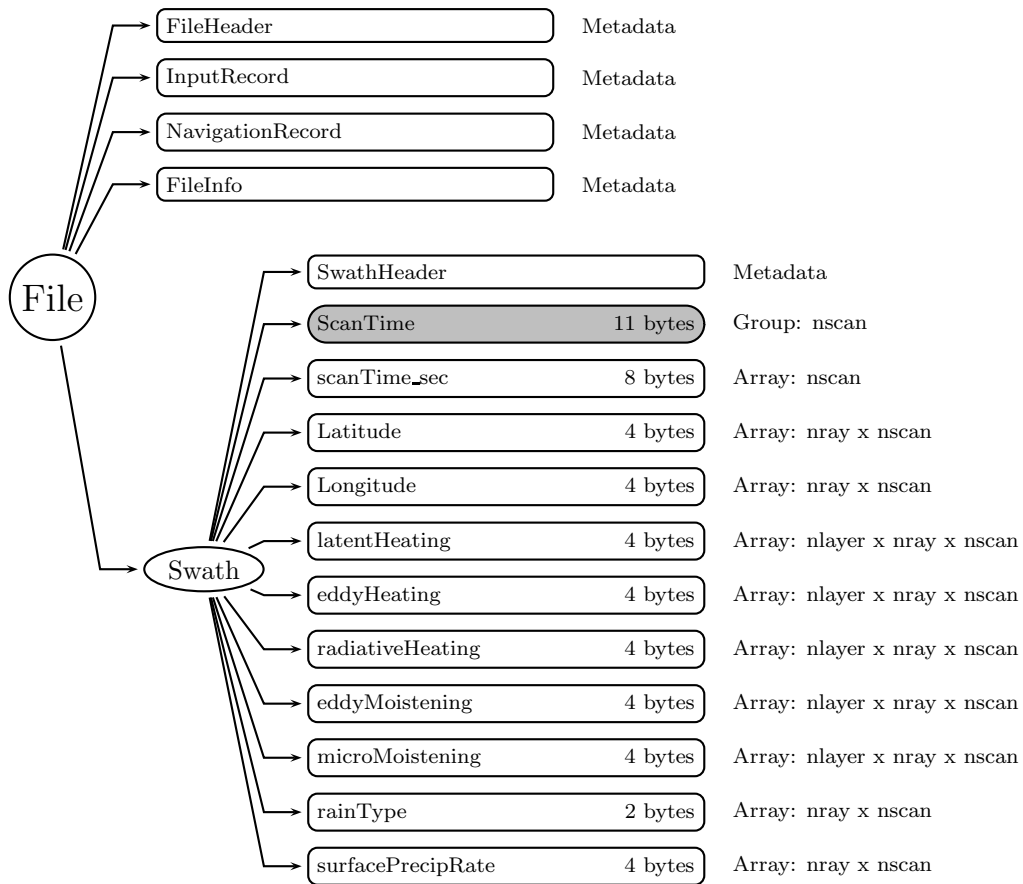 FileHeader Metadata
InputRecord Metadata
NavigationRecord Metadata
FileInfo Metadata
File
SwathHeader Metadata
ScanTime 11 bytes Group: nscan
scanTime_sec 8 bytes Array: nscan
Latitude 4 bytes Array: nray x nscan
Longitude 4 bytes Array: nray x nscan
latentHeating 4 bytes Array: nlayer x nray x nscan
Swath
eddyHeating 4 bytes Array: nlayer x nray x nscan
radiativeHeating 4 bytes Array: nlayer x nray x nscan
eddyMoistening 4 bytes Array: nlayer x nray x nscan
microMoistening 4 bytes Array: nlayer x nray x nscan
rainType 2 bytes Array: nray x nscan
surfacePrecipRate 4 bytes Array: nray x nscan